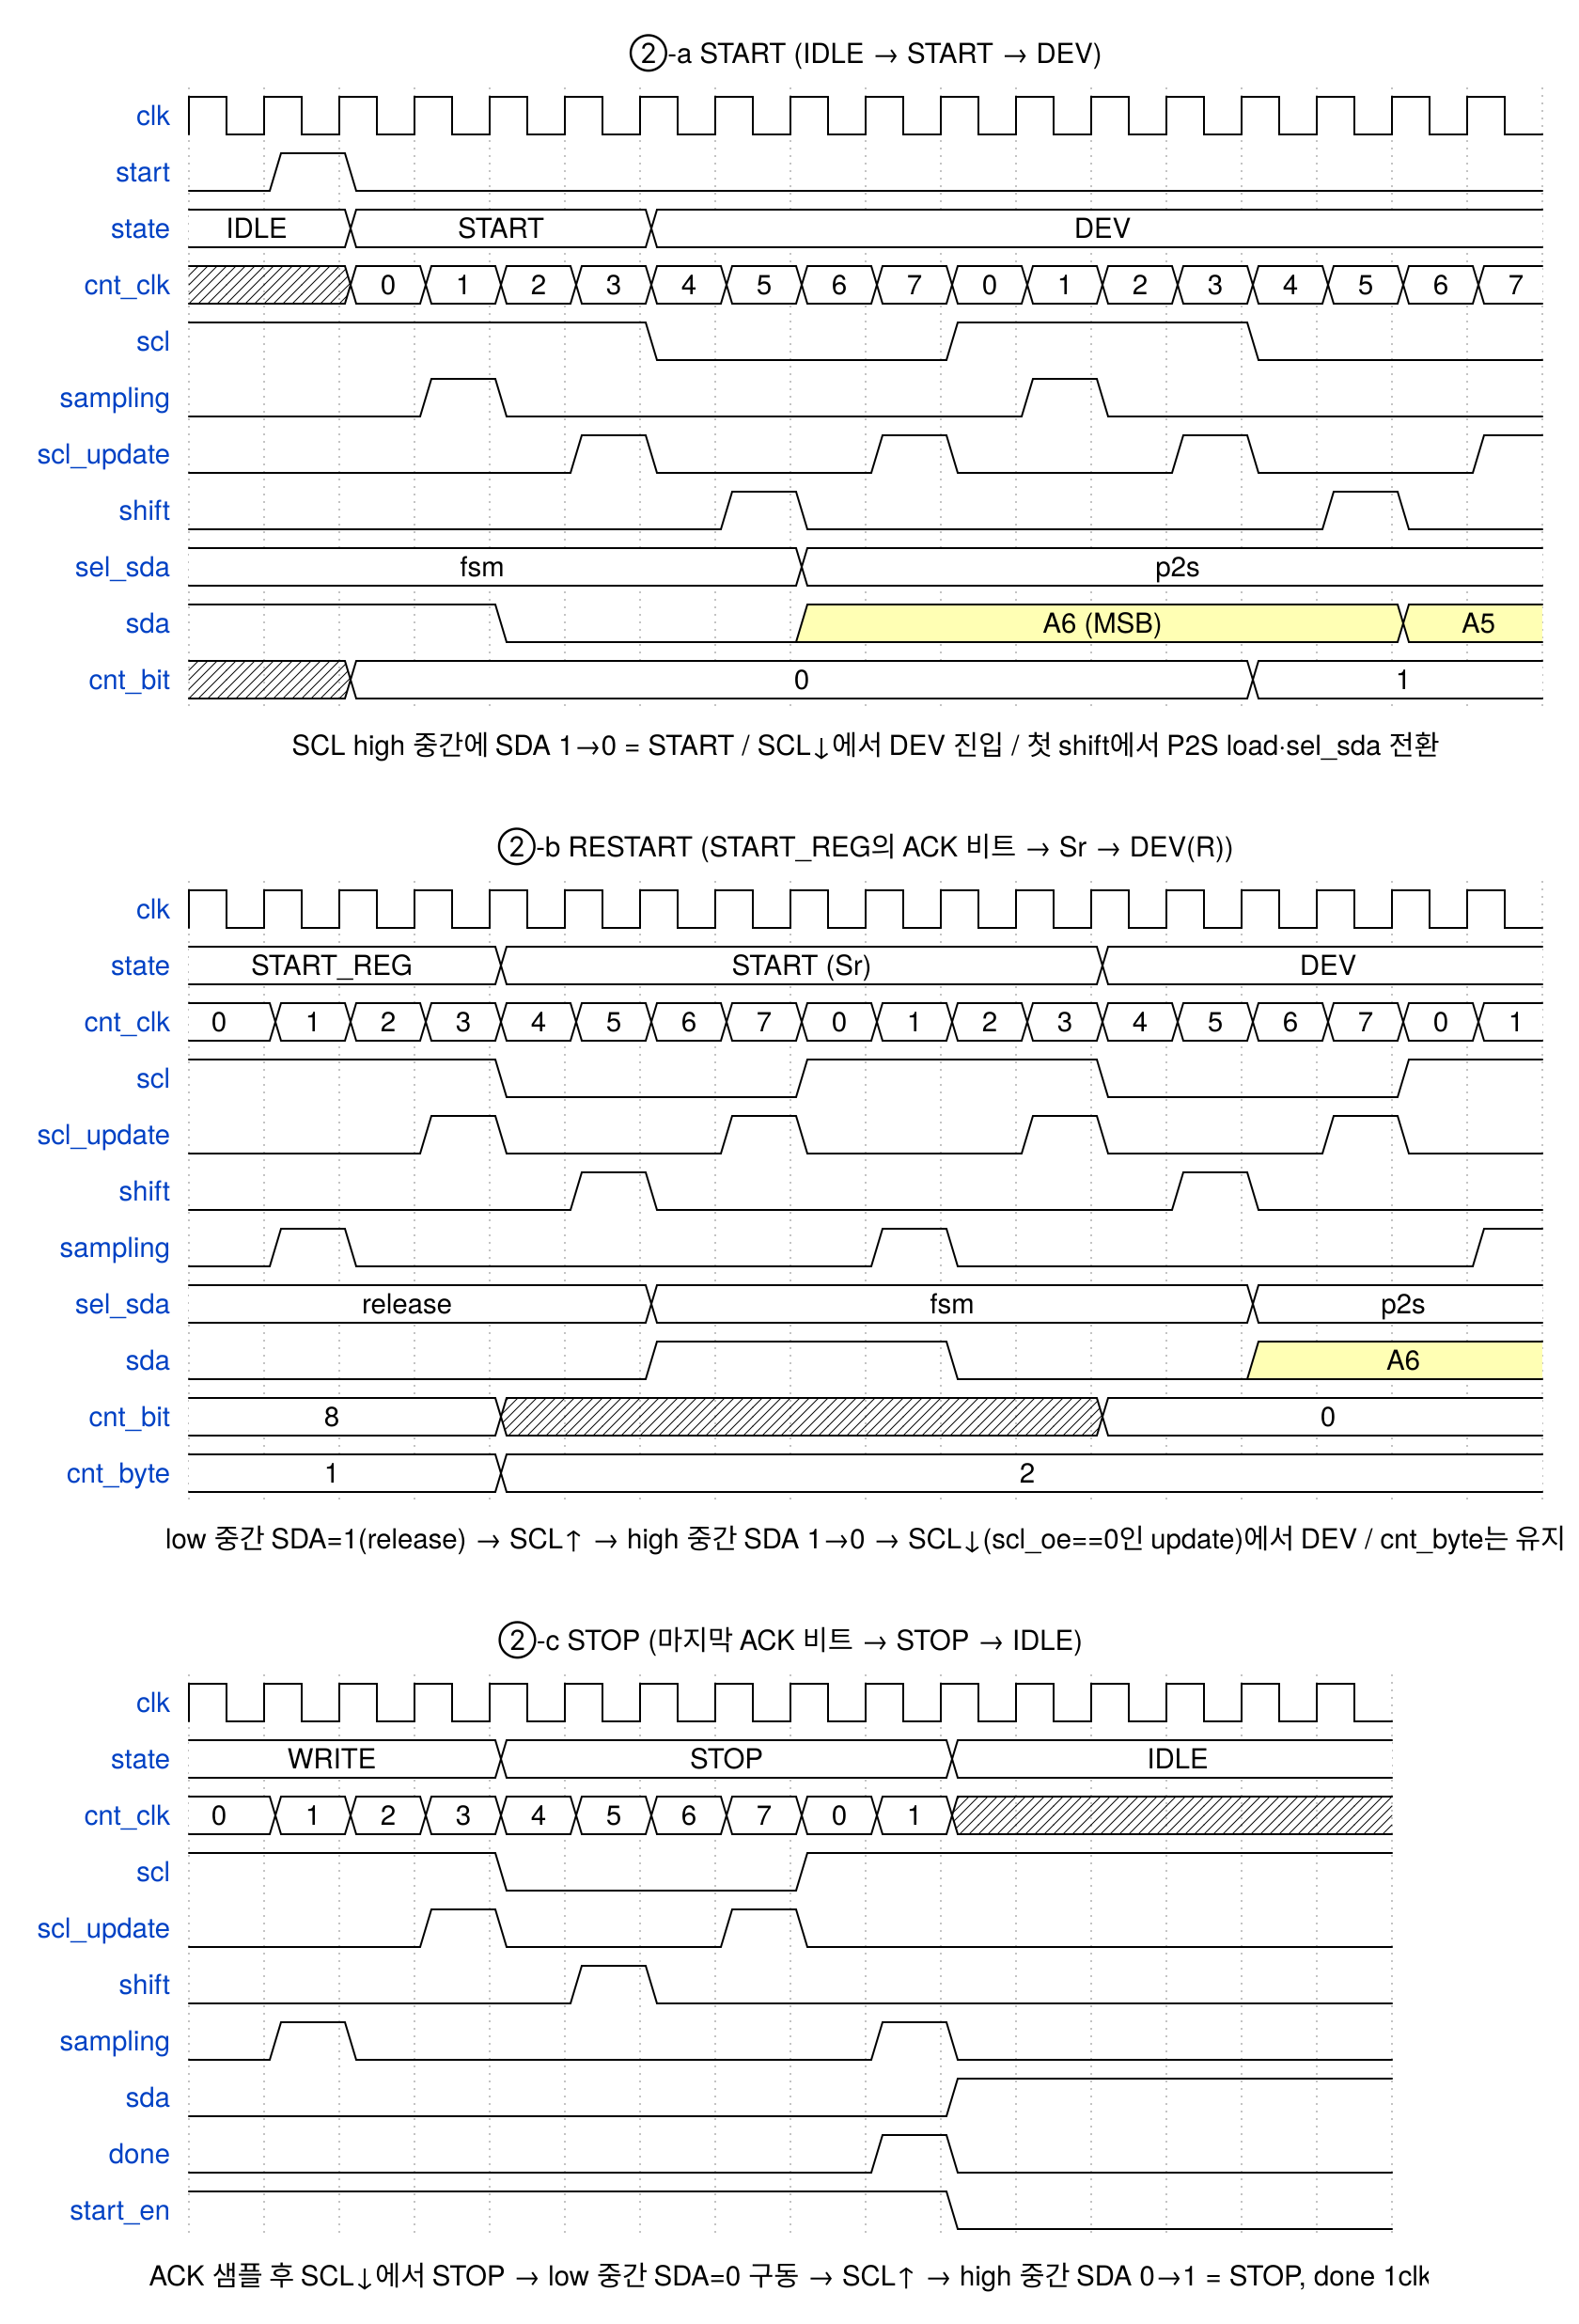 ②-a START (IDLE → START → DEV)
clk
start
state IDLE START DEV
cnt_clk 0 1 2 3 4 5 6 7 0 1 2 3 4 5 6 7
scl
sampling
scl_update
shift
sel_sda fsm p2s
sda A6 (MSB) A5
cnt_bit 0 1
SCL high 중간에 SDA 1→0 = START / SCL↓에서 DEV 진입 / 첫 shift에서 P2S load·sel_sda 전환
②-b RESTART (START_REG의 ACK 비트 → Sr → DEV(R))
clk
state START_REG START (Sr) DEV
cnt_clk 0 1 2 3 4 5 6 7 0 1 2 3 4 5 6 7 0 1
scl
scl_update
shift
sampling
sel_sda release fsm p2s
sda A6
cnt_bit 8 0
cnt_byte 1 2
low 중간 SDA=1(release) → SCL↑ → high 중간 SDA 1→0 → SCL↓(scl_oe==0인 update)에서 DEV / cnt_byte는 유지
②-c STOP (마지막 ACK 비트 → STOP → IDLE)
clk
state WRITE STOP IDLE
cnt_clk 0 1 2 3 4 5 6 7 0 1
scl
scl_update
shift
sampling
sda
done
start_en
ACK 샘플 후 SCL↓에서 STOP → low 중간 SDA=0 구동 → SCL↑ → high 중간 SDA 0→1 = STOP, done 1clk